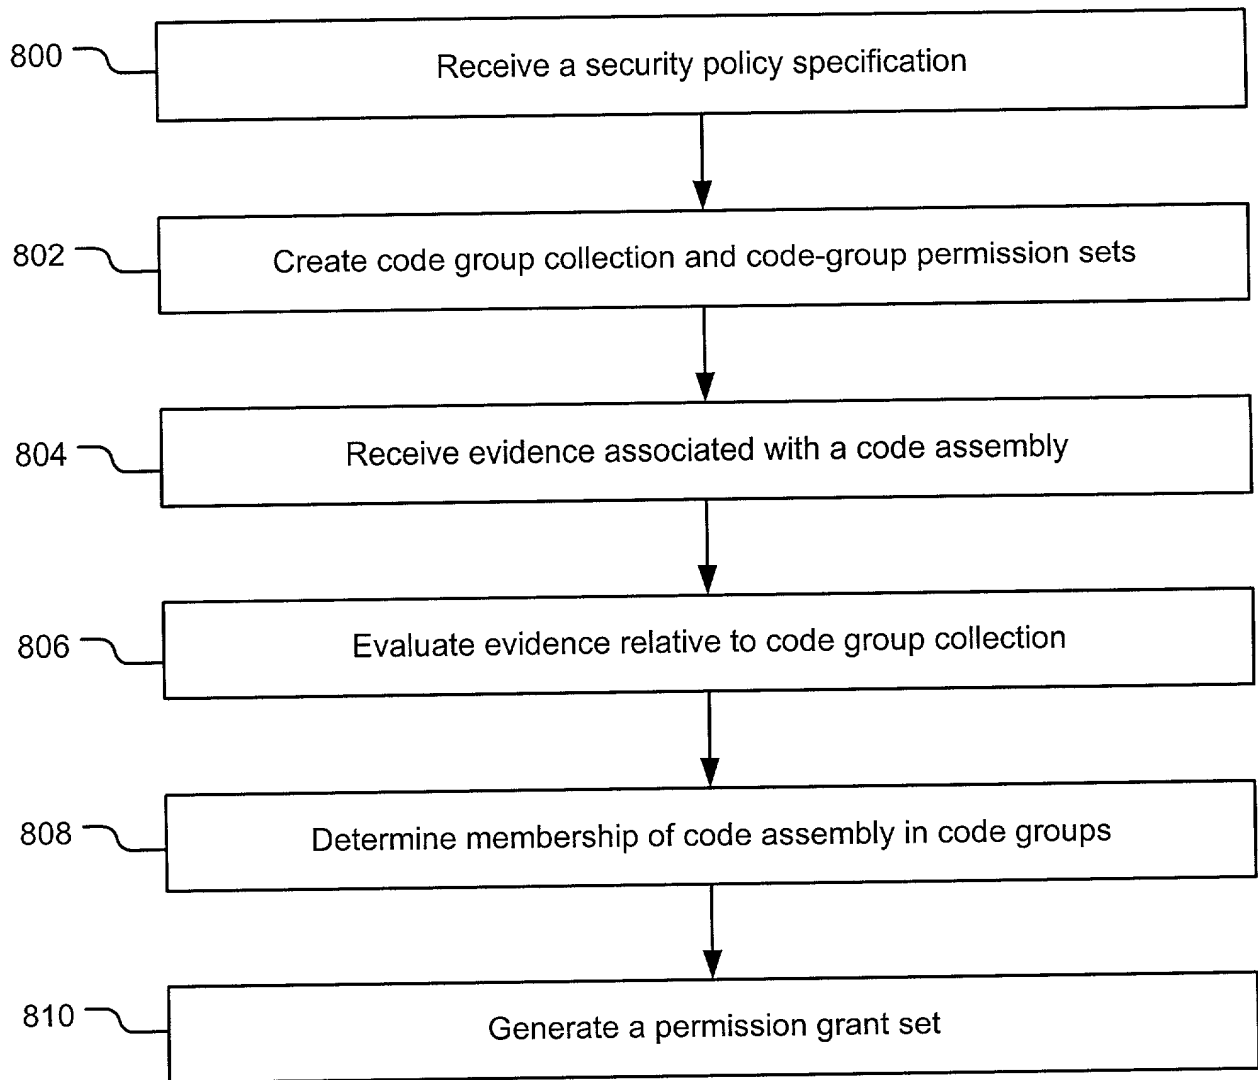 800
Receive a security policy specification
802
Create code group collection and code-group permission sets
804
Receive evidence associated with a code assembly
806
Evaluate evidence relative to code group collection
808
Determine membership of code assembly in code groups
810
Generate a permission grant set